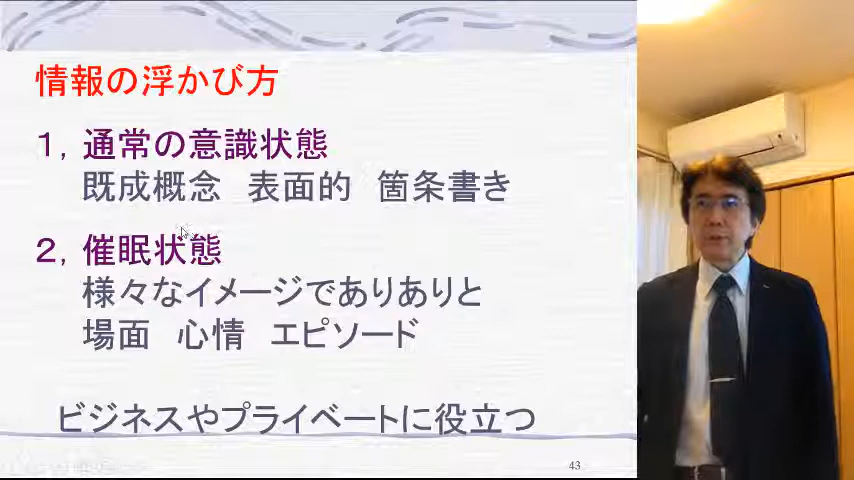 情報の浮かび方
１，通常の意識状態
既成概念　表面的　箇条書き
２，催眠状態
様々なイメージでありありと
場面　心情　エピソード
ビジネスやプライベートに役立つ
43